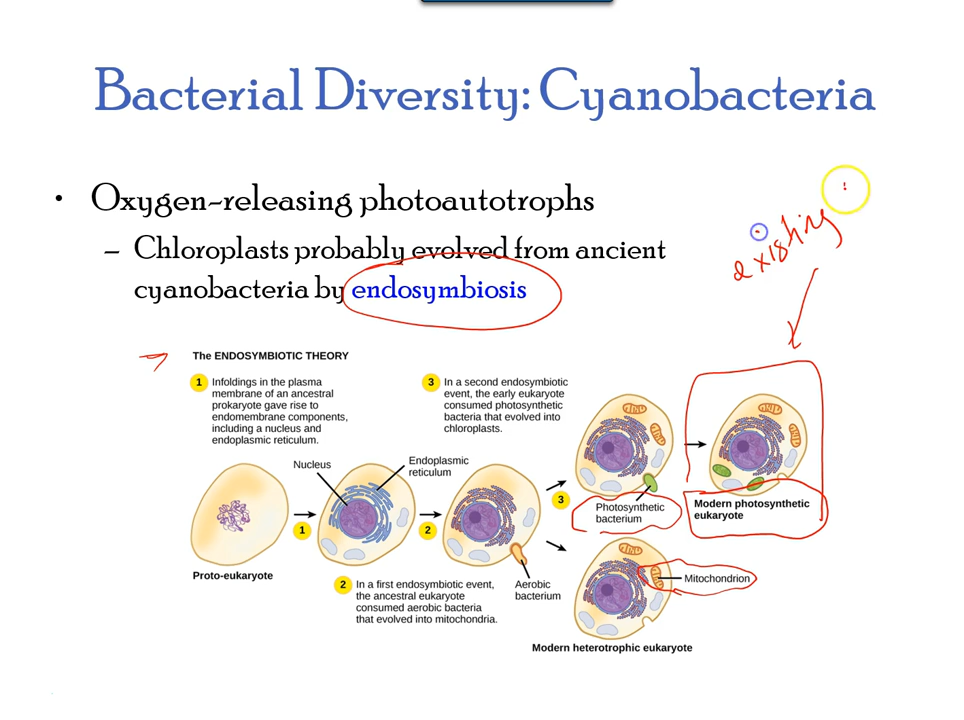 Bacterial Diversity: Cyanobacteria
• Oxygen-releasing photoautotrophs
– Chloroplasts probably evolved from ancient
cyanobacteria by endosymbiosis
existing
The ENDOSYMBIOTIC THEORY
1 Infoldings in the plasma
membrane of an ancestral
prokaryote gave rise to
endomembrane components,
including a nucleus and
endoplasmic reticulum.
3 In a second endosymbiotic
event, the early eukaryote
consumed photosynthetic
bacteria that evolved into
chloroplasts.
Nucleus
Endoplasmic
reticulum
1
2
3
Photosynthetic
bacterium
Modern photosynthetic
eukaryote
Proto-eukaryote
2 In a first endosymbiotic event,
the ancestral eukaryote
consumed aerobic bacteria
that evolved into mitochondria.
Aerobic
bacterium
Mitochondrion
Modern heterotrophic eukaryote